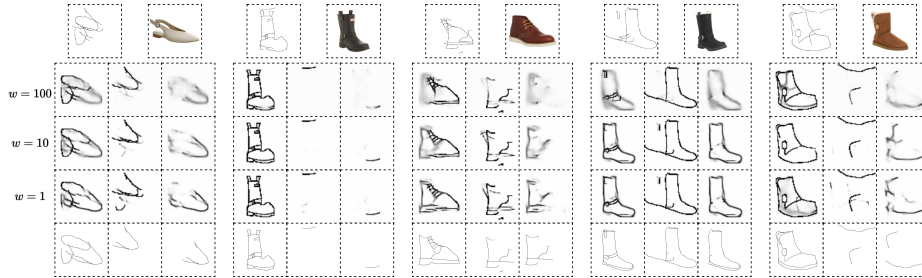 w = 100
w = 10
w = 1